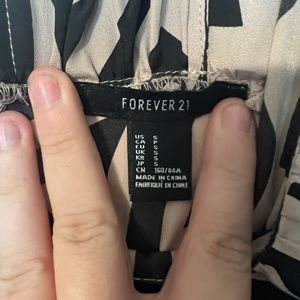 FOREVER 21
US S
CA P
EU S
UK S
KR S
JP S
CN 160/84A
MADE IN CHINA
FABRIQUÉ EN CHINE